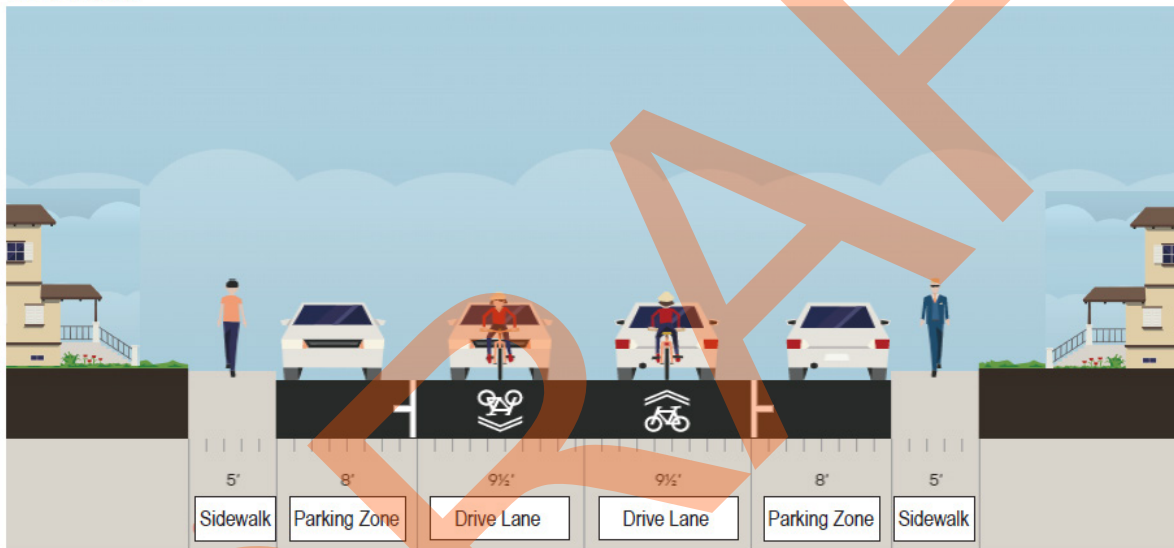 5' 8' 9½' 9½' 8' 5'
Sidewalk Parking Zone Drive Lane Drive Lane Parking Zone Sidewalk